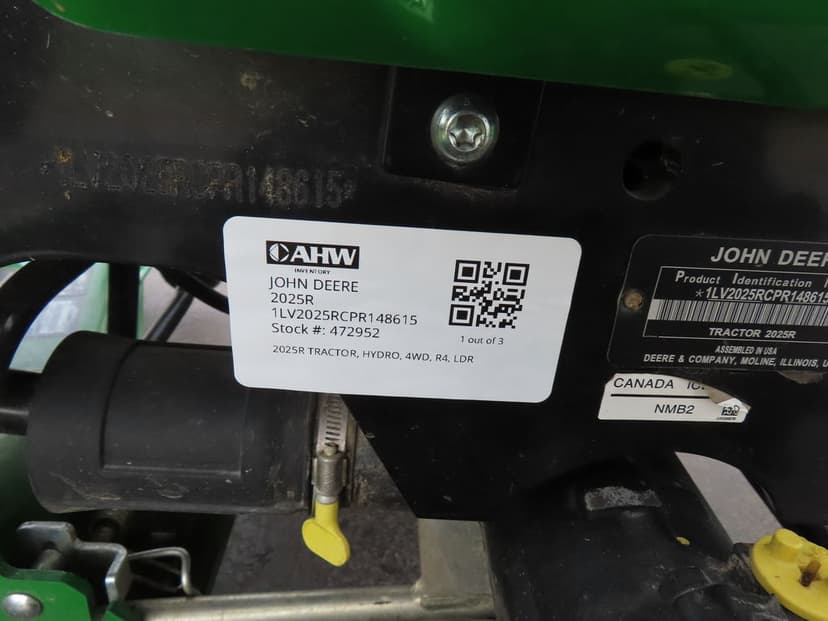 *1LV2025RCPR148615*
AHW
INVENTORY
JOHN DEERE
2025R
1LV2025RCPR148615
Stock #: 472952
1 out of 3
2025R TRACTOR, HYDRO, 4WD, R4, LDR
JOHN DEER
Product Identification
*1LV2025RCPR148615
TRACTOR 2025R
ASSEMBLED IN USA
DEERE & COMPANY, MOLINE, ILLINOIS, U
CANADA
NMB2